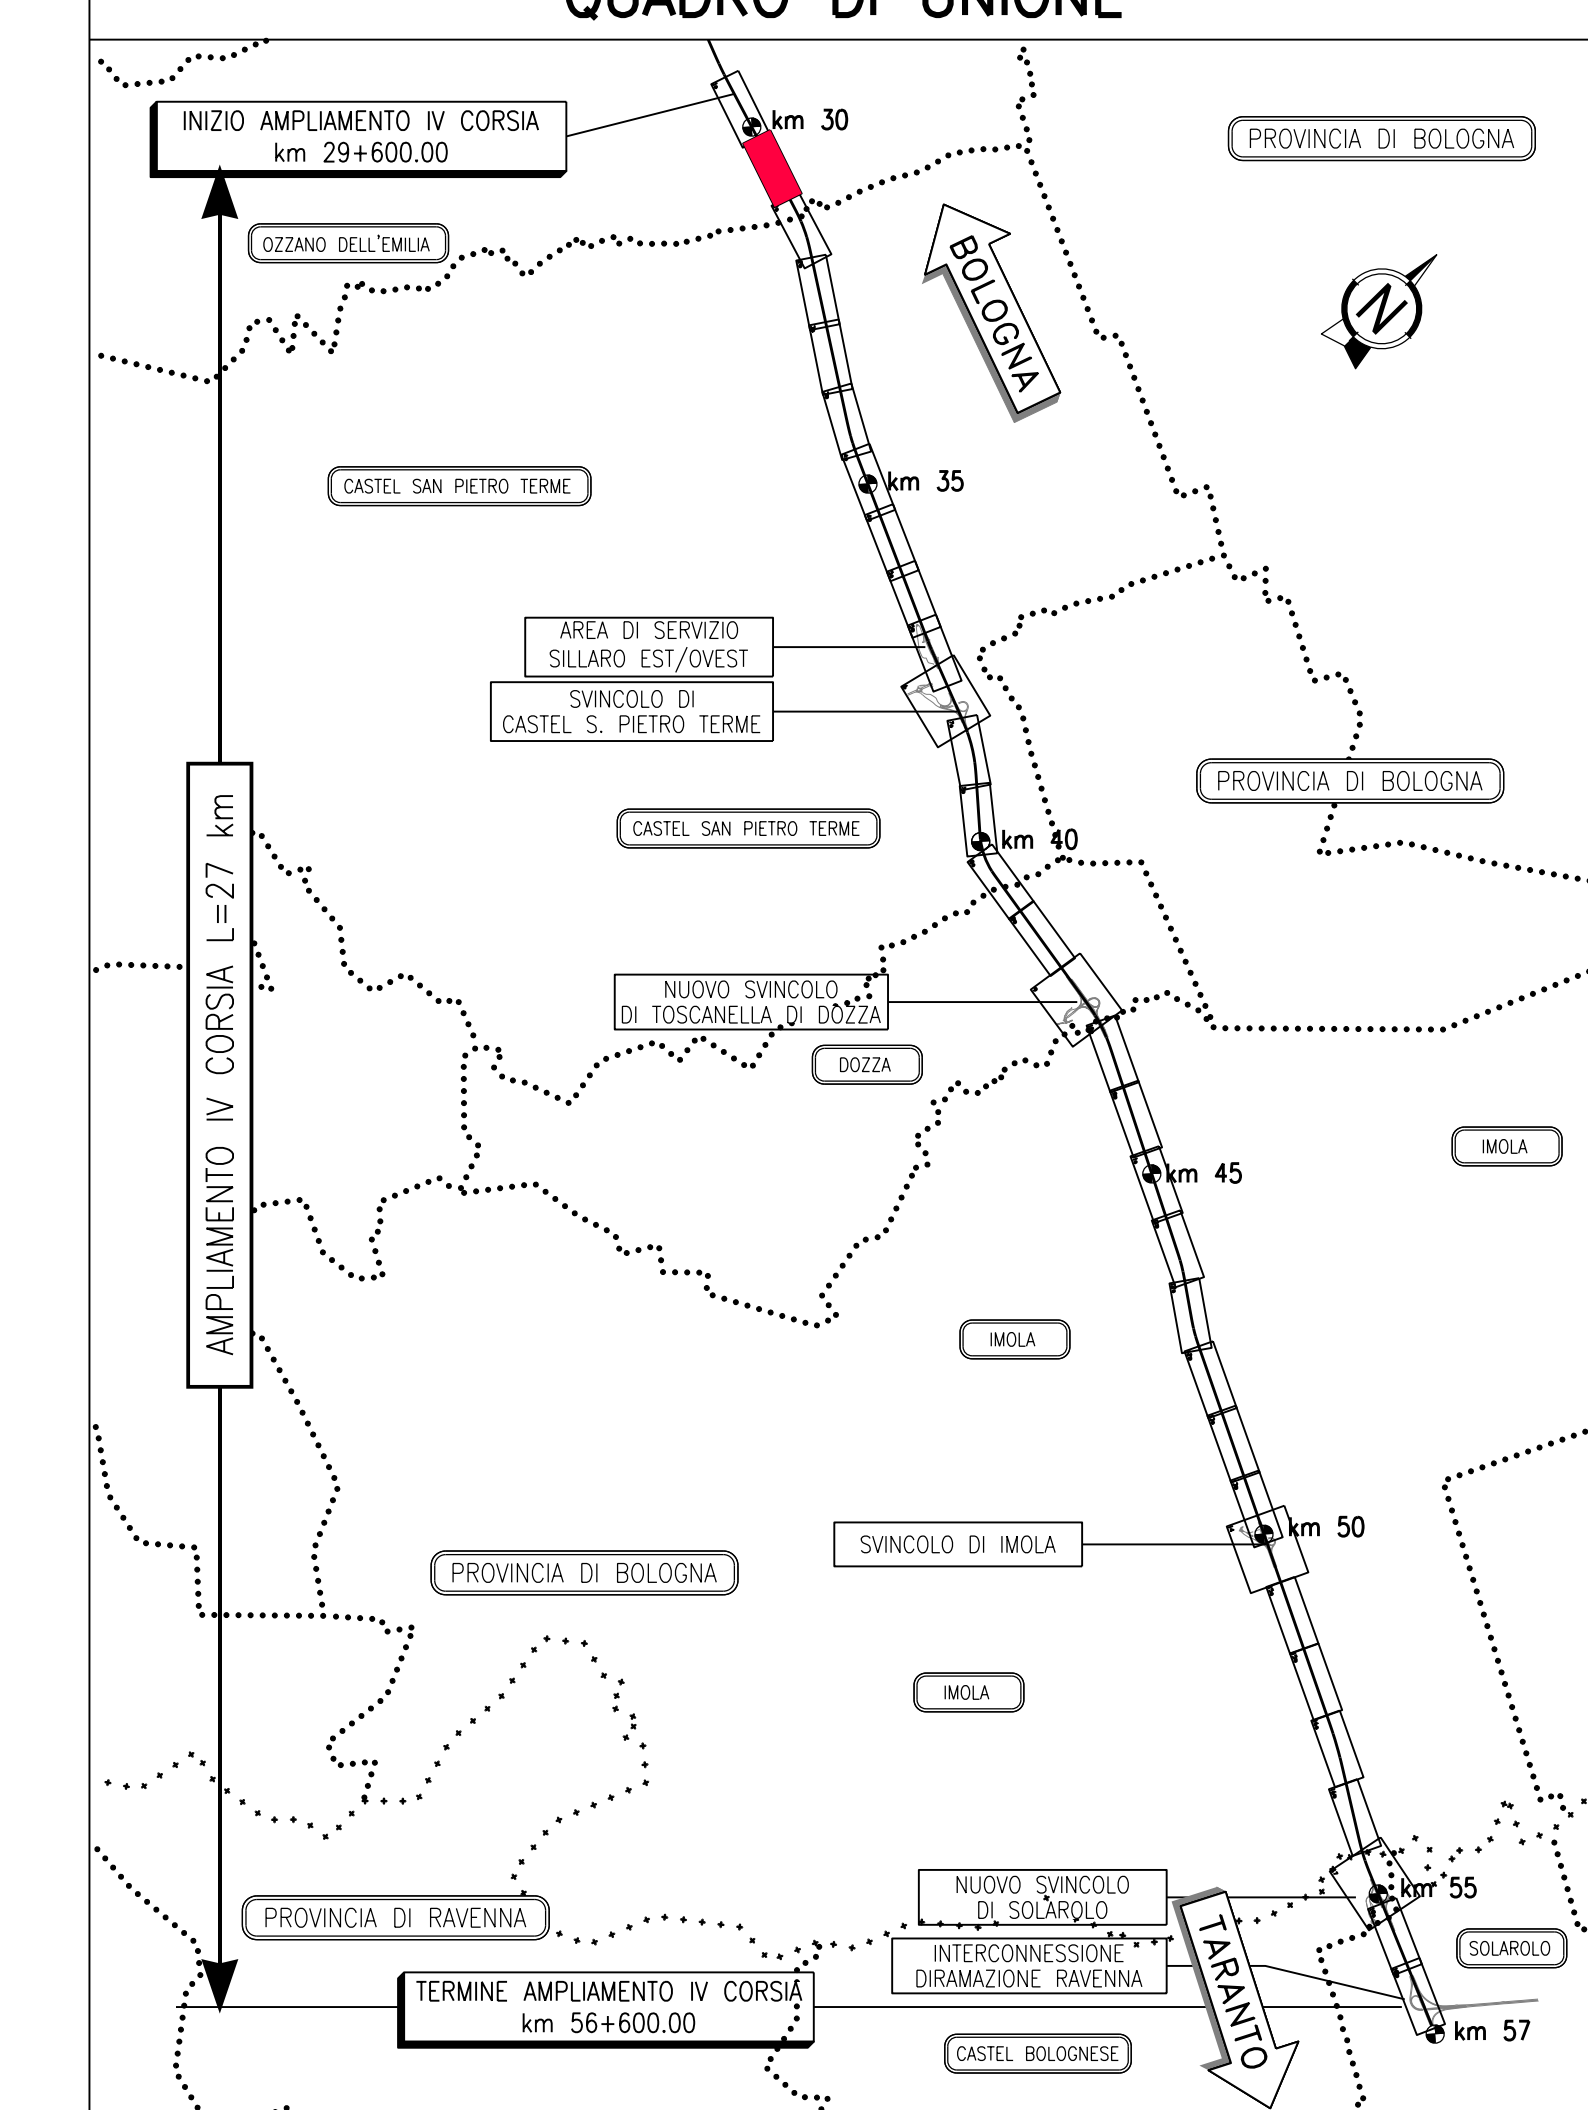 QUADRO DI UNIONE
INIZIO AMPLIAMENTO IV CORSIA
km 29+600.00
km 30
PROVINCIA DI BOLOGNA
OZZANO DELL'EMILIA
BOLOGNA
N
CASTEL SAN PIETRO TERME
km 35
AREA DI SERVIZIO
SILLARO EST/OVEST
SVINCOLO DI
CASTEL S. PIETRO TERME
PROVINCIA DI BOLOGNA
CASTEL SAN PIETRO TERME
km 40
AMPLIAMENTO IV CORSIA L=27 km
NUOVO SVINCOLO
DI TOSCANELLA DI DOZZA
DOZZA
IMOLA
km 45
IMOLA
km 50
SVINCOLO DI IMOLA
PROVINCIA DI BOLOGNA
IMOLA
NUOVO SVINCOLO
DI SOLAROLO
km 55
PROVINCIA DI RAVENNA
INTERCONNESSIONE
DIRAMAZIONE RAVENNA
TARANTO
SOLAROLO
TERMINE AMPLIAMENTO IV CORSIA
km 56+600.00
km 57
CASTEL BOLOGNESE